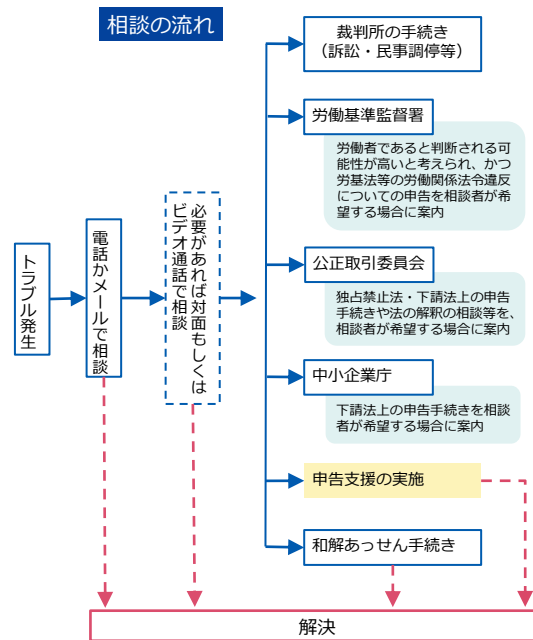 相談の流れ
トラブル発生
電話かメールで相談
必要があれば対面もしくは
ビデオ通話で相談
裁判所の手続き
（訴訟・民事調停等）
労働基準監督署
労働者であると判断される可
能性が高いと考えられ、かつ
労基法等の労働関係法令違反
についての申告を相談者が希
望する場合に案内
公正取引委員会
独占禁止法・下請法上の申告
手続きや法の解釈の相談等を、
相談者が希望する場合に案内
中小企業庁
下請法上の申告手続きを相談
者が希望する場合に案内
申告支援の実施
和解あっせん手続き
解決